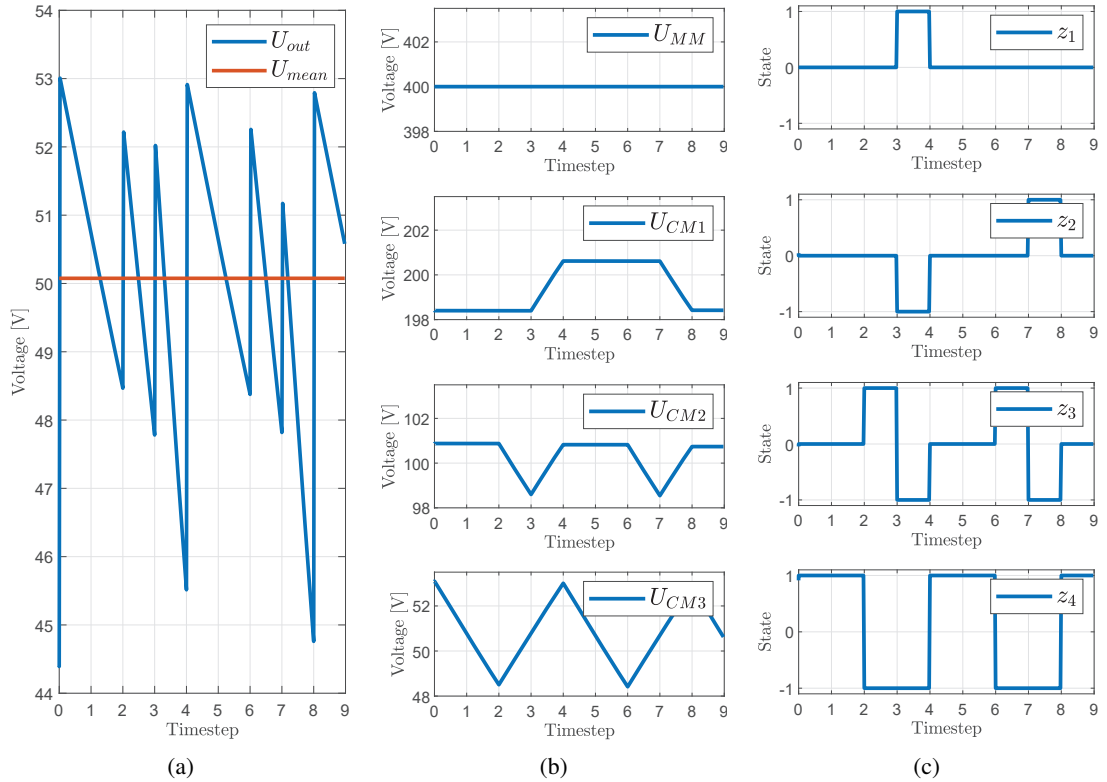 54
53
52
51
50
49
48
47
46
45
44
0 1 2 3 4 5 6 7 8 9
Voltage [V]
Timestep
U_out
U_mean
(a)
402
400
398
0 1 2 3 4 5 6 7 8 9
Voltage [V]
Timestep
U_MM
202
200
198
0 1 2 3 4 5 6 7 8 9
Voltage [V]
Timestep
U_CM1
102
100
98
0 1 2 3 4 5 6 7 8 9
Voltage [V]
Timestep
U_CM2
52
50
48
0 1 2 3 4 5 6 7 8 9
Voltage [V]
Timestep
U_CM3
(b)
1
0
-1
0 1 2 3 4 5 6 7 8 9
State
Timestep
z_1
1
0
-1
0 1 2 3 4 5 6 7 8 9
State
Timestep
z_2
1
0
-1
0 1 2 3 4 5 6 7 8 9
State
Timestep
z_3
1
0
-1
0 1 2 3 4 5 6 7 8 9
State
Timestep
z_4
(c)